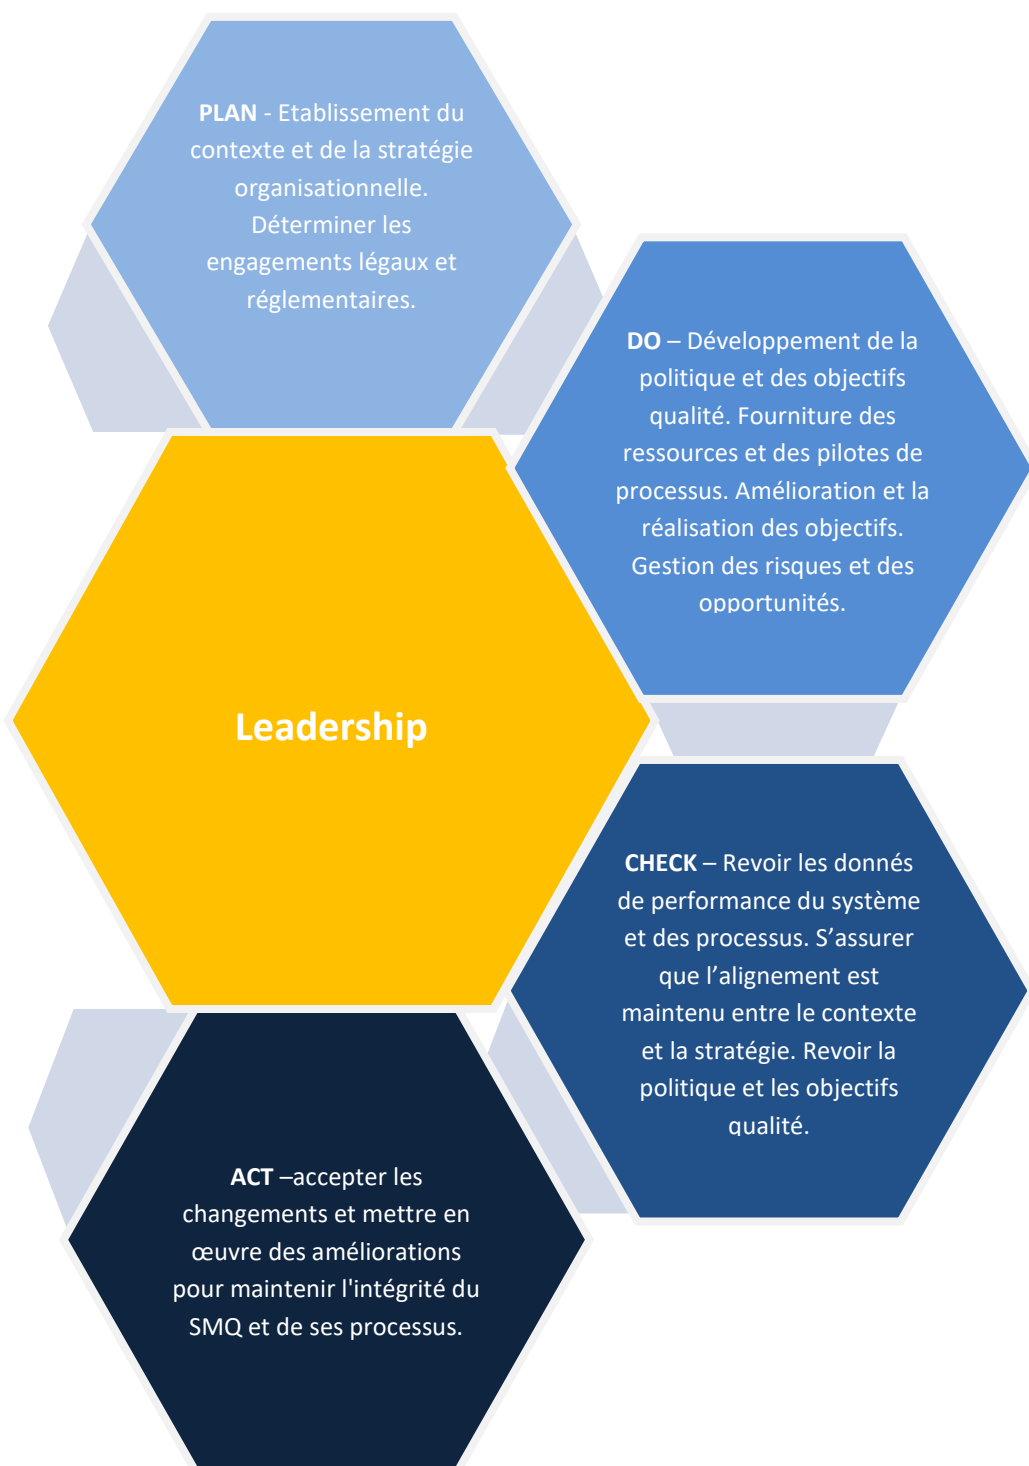 PLAN - Etablissement du
contexte et de la stratégie
organisationnelle.
Déterminer les
engagements légaux et
réglementaires.
DO – Développement de la
politique et des objectifs
qualité. Fourniture des
ressources et des pilotes de
processus. Amélioration et la
réalisation des objectifs.
Gestion des risques et des
opportunités.
Leadership
CHECK – Revoir les donnés
de performance du système
et des processus. S’assurer
que l’alignement est
maintenu entre le contexte
et la stratégie. Revoir la
politique et les objectifs
qualité.
ACT –accepter les
changements et mettre en
œuvre des améliorations
pour maintenir l'intégrité du
SMQ et de ses processus.